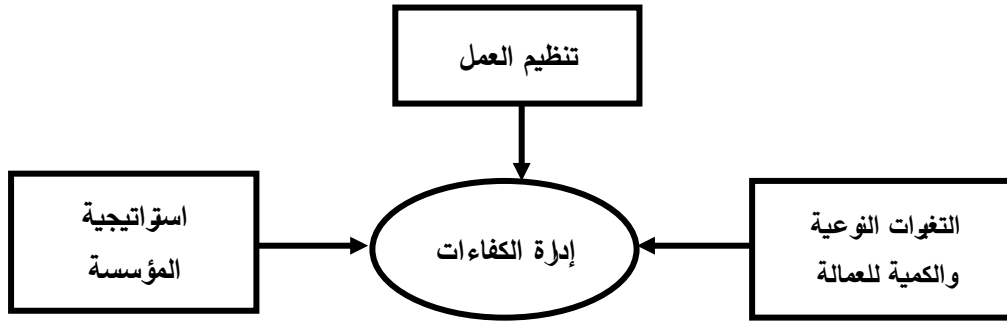 تنظيم العمل
استراتيجية
المؤسسة
إدارة الكفاءات
التغيرات النوعية
والكمية للعمالة